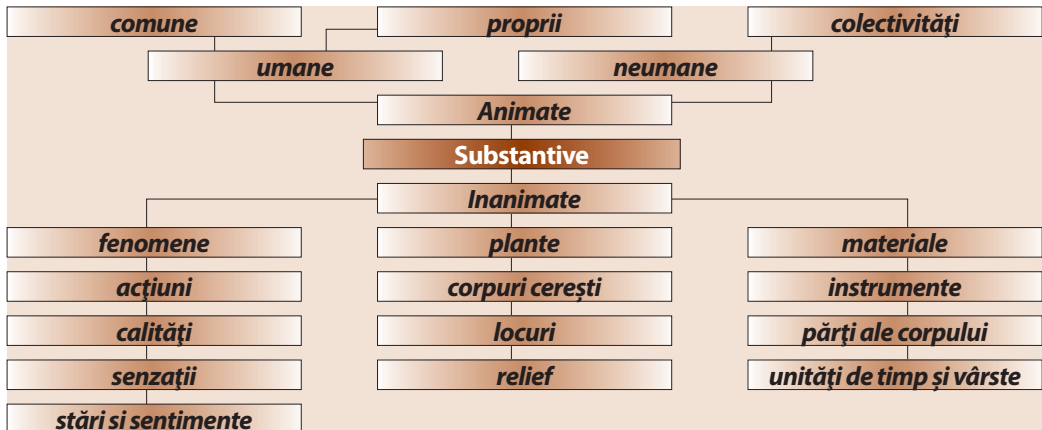 comune
proprii
colectivităţi
umane
neumane
Animate
Substantive
Inanimate
fenomene
plante
materiale
acţiuni
corpuri cerești
instrumente
calităţi
locuri
părţi ale corpului
senzaţii
relief
unităţi de timp și vârste
stări si sentimente